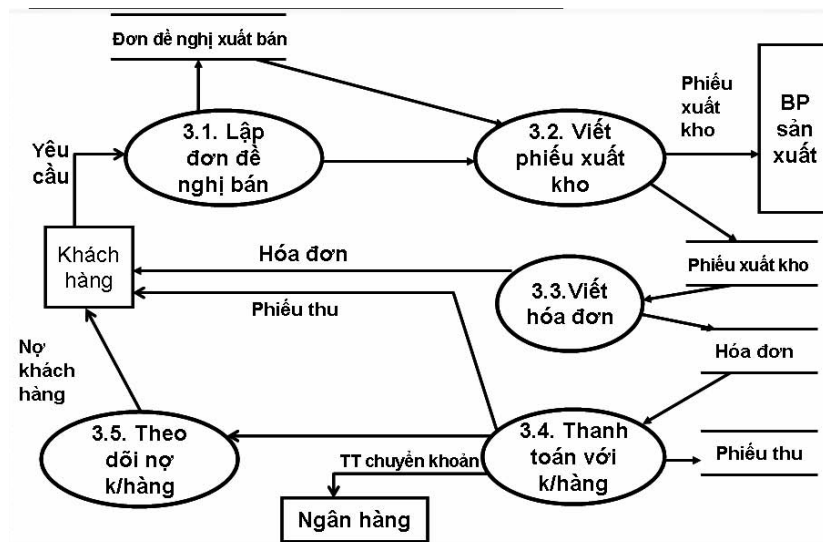 Đơn đề nghị xuất bán
Yêu
cầu
3.1. Lập
đơn đề
nghị bán
3.2. Viết
phiếu xuất
kho
Phiếu
xuất
kho
BP
sản
xuất
Khách
hàng
Hóa đơn
Phiếu thu
3.3.Viết
hóa đơn
Phiếu xuất kho
Hóa đơn
Nợ
khách
hàng
3.5. Theo
dõi nợ
k/hàng
TT chuyển khoản
Ngân hàng
3.4. Thanh
toán với
k/hàng
Phiếu thu